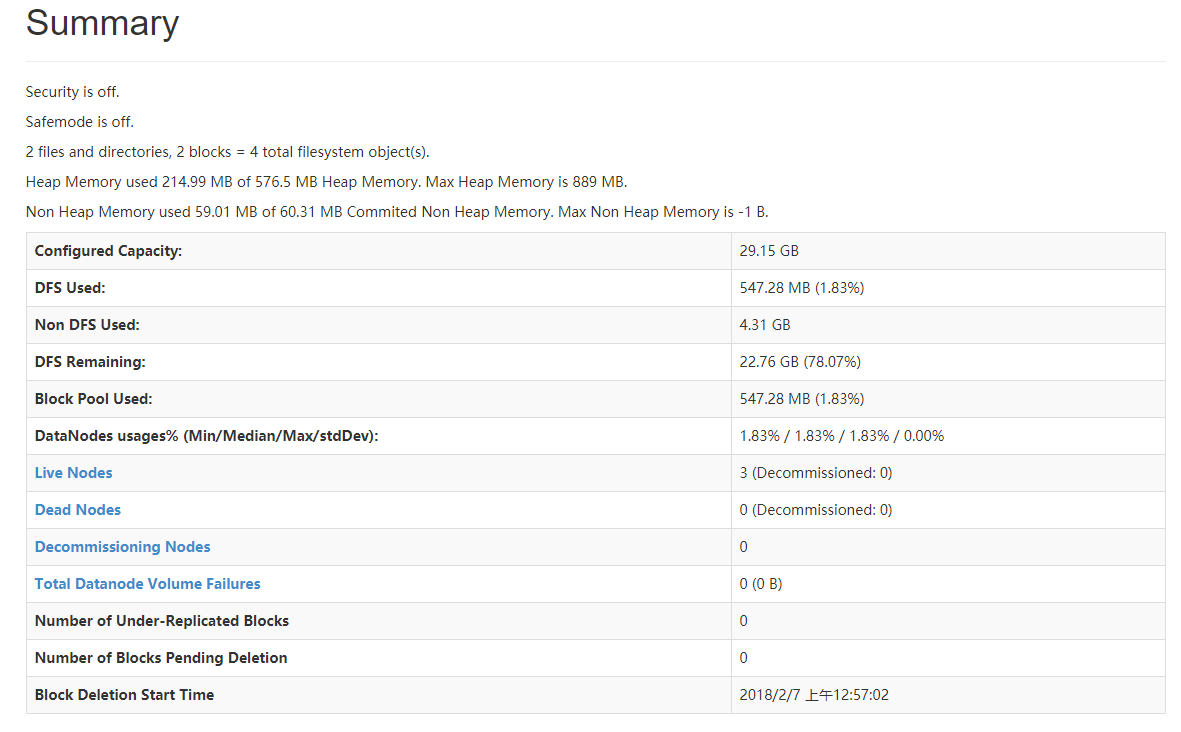 Summary
Security is off.
Safemode is off.
2 files and directories, 2 blocks = 4 total filesystem object(s).
Heap Memory used 214.99 MB of 576.5 MB Heap Memory. Max Heap Memory is 889 MB.
Non Heap Memory used 59.01 MB of 60.31 MB Commited Non Heap Memory. Max Non Heap Memory is -1 B.
Configured Capacity: 29.15 GB
DFS Used: 547.28 MB (1.83%)
Non DFS Used: 4.31 GB
DFS Remaining: 22.76 GB (78.07%)
Block Pool Used: 547.28 MB (1.83%)
DataNodes usages% (Min/Median/Max/stdDev): 1.83% / 1.83% / 1.83% / 0.00%
Live Nodes 3 (Decommissioned: 0)
Dead Nodes 0 (Decommissioned: 0)
Decommissioning Nodes 0
Total Datanode Volume Failures 0 (0 B)
Number of Under-Replicated Blocks 0
Number of Blocks Pending Deletion 0
Block Deletion Start Time 2018/2/7 上午12:57:02